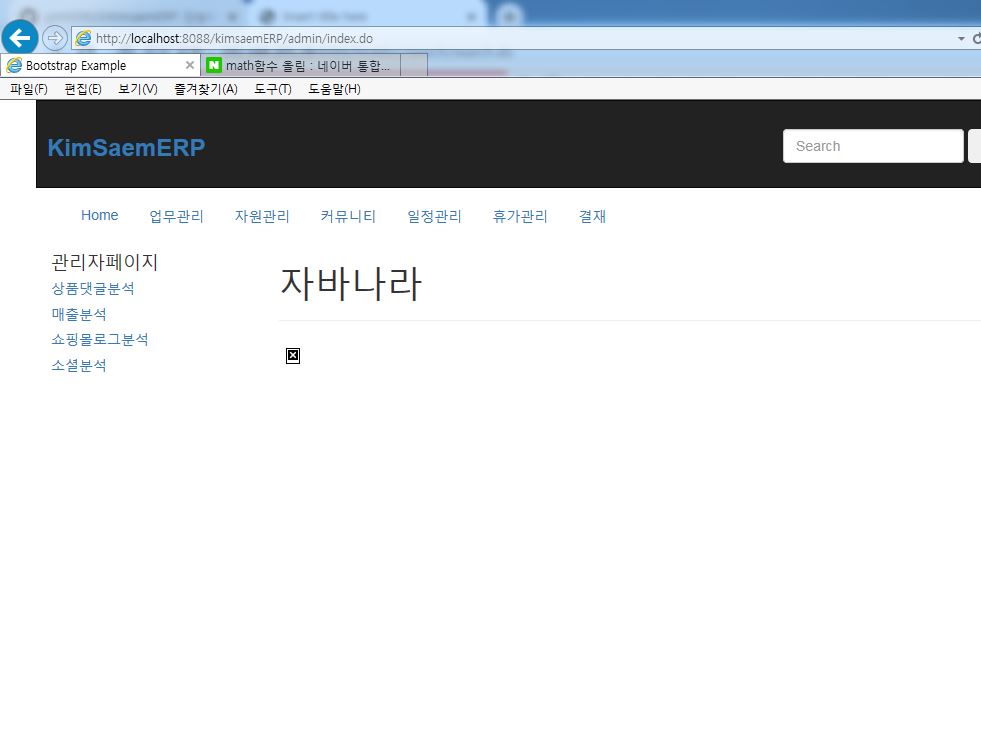 http://localhost:8088/kimsaemERP/admin/index.do
Bootstrap Example
math함수 올림 : 네이버 통합...
파일(F) 편집(E) 보기(V) 즐겨찾기(A) 도구(T) 도움말(H)
KimSaemERP
Search
Home 업무관리 자원관리 커뮤니티 일정관리 휴가관리 결재
관리자페이지
상품댓글분석
매출분석
쇼핑몰로그분석
소셜분석
자바나라